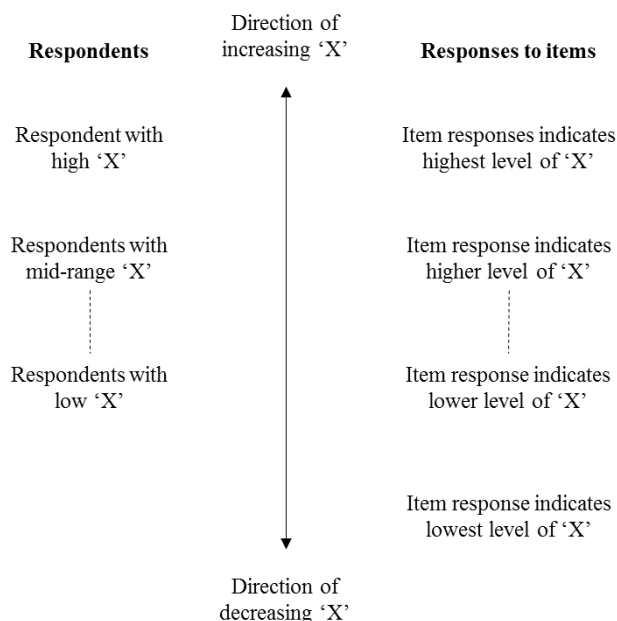 Direction of
increasing ‘X’
Respondents
Responses to items
Respondent with
high ‘X’
Item responses indicates
highest level of ‘X’
Respondents with
mid-range ‘X’
Item response indicates
higher level of ‘X’
Respondents with
low ‘X’
Item response indicates
lower level of ‘X’
Item response indicates
lowest level of ‘X’
Direction of
decreasing ‘X’